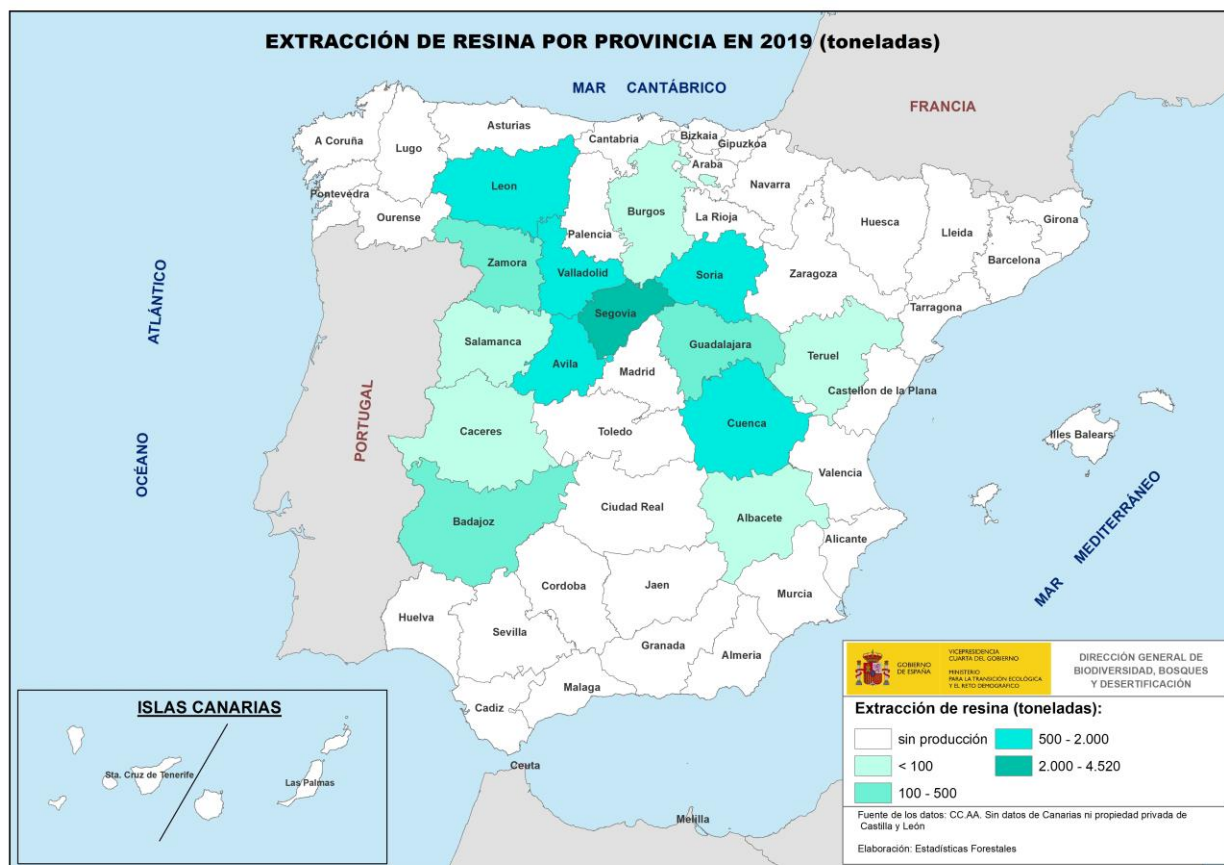 EXTRACCIÓN DE RESINA POR PROVINCIA EN 2019 (toneladas)
MAR CANTÁBRICO
FRANCIA
A Coruña
Lugo
Asturias
Cantabria
Bizkaia
Gipuzkoa
Araba
Navarra
Pontevedra
Ourense
Leon
Palencia
Burgos
La Rioja
Huesca
Lleida
Girona
Barcelona
Zamora
Valladolid
Soria
Zaragoza
Tarragona
Segovia
Salamanca
Avila
Madrid
Guadalajara
Teruel
Castellon de la Plana
OCÉANO ATLÁNTICO
PORTUGAL
Caceres
Toledo
Cuenca
Valencia
Illes Balears
MAR MEDITERRÁNEO
Badajoz
Ciudad Real
Albacete
Alicante
Huelva
Sevilla
Cordoba
Jaen
Murcia
Granada
Almeria
Malaga
Cadiz
Ceuta
Melilla
ISLAS CANARIAS
Sta. Cruz de Tenerife
Las Palmas
GOBIERNO
DE ESPAÑA
VICEPRESIDENCIA
CUARTA DEL GOBIERNO
MINISTERIO
PARA LA TRANSICIÓN ECOLÓGICA
Y EL RETO DEMOGRÁFICO
DIRECCIÓN GENERAL DE
BIODIVERSIDAD, BOSQUES
Y DESERTIFICACIÓN
Extracción de resina (toneladas):
sin producción
< 100
100 - 500
500 - 2.000
2.000 - 4.520
Fuente de los datos: CC.AA. Sin datos de Canarias ni propiedad privada de
Castilla y León
Elaboración: Estadísticas Forestales